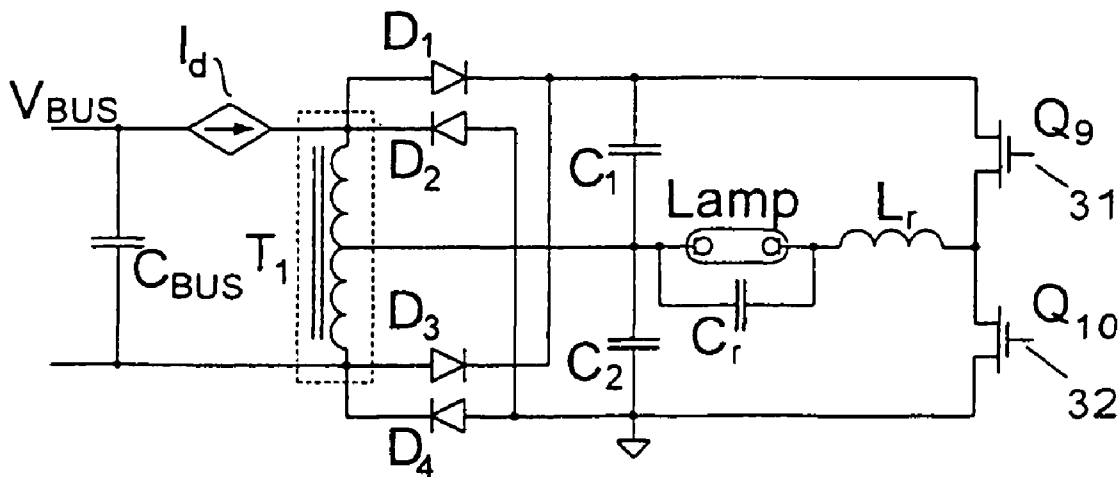 D1
Id
VBUS
D2
Q9
C1
Lamp
Lr
31
T1
CBUS
D3
Q10
C2
Cr
32
D4